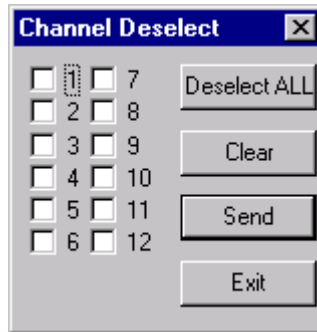 Channel Deselect
1 7
2 8
3 9
4 10
5 11
6 12
Deselect ALL
Clear
Send
Exit